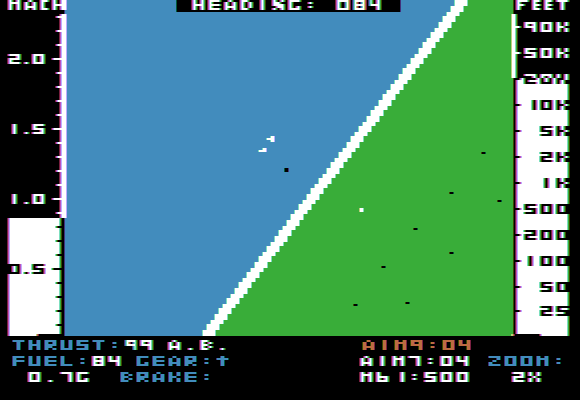 MACH HEADING: 084 FEET
90K
2.0 50K
20K
10K
1.5 5K
2K
1K
1.0 500
200
0.5 100
50
25
THRUST:99 A.B. AIM9:04
FUEL:84 GEAR:↑ AIM7:04 ZOOM:
0.7G BRAKE: M61:500 2X